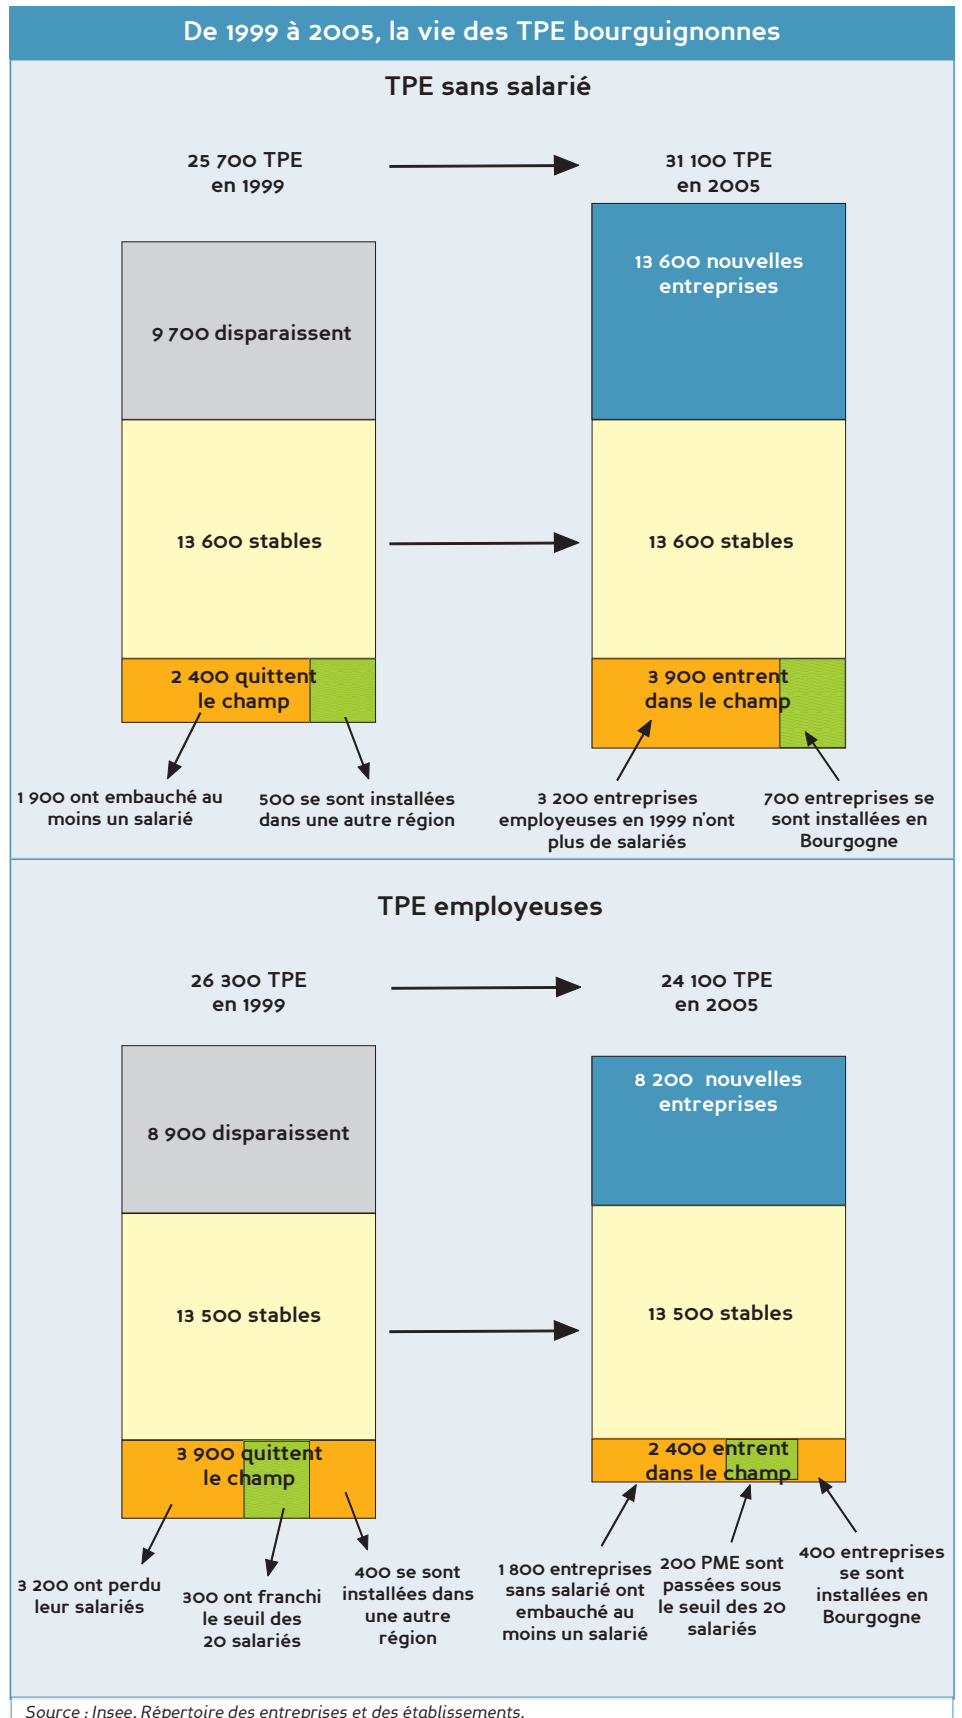 De 1999 à 2005, la vie des TPE bourguignonnes
TPE sans salarié
25 700 TPE
en 1999
31 100 TPE
en 2005
9 700 disparaissent
13 600 nouvelles
entreprises
13 600 stables
13 600 stables
2 400 quittent
le champ
3 900 entrent
dans le champ
1 900 ont embauché au
moins un salarié
500 se sont installées
dans une autre région
3 200 entreprises
employeuses en 1999 n'ont
plus de salariés
700 entreprises se
sont installées en
Bourgogne
TPE employeuses
26 300 TPE
en 1999
24 100 TPE
en 2005
8 900 disparaissent
8 200 nouvelles
entreprises
13 500 stables
13 500 stables
3 900 quittent
le champ
2 400 entrent
dans le champ
3 200 ont perdu
leur salariés
300 ont franchi
le seuil des
20 salariés
400 se sont
installées dans
une autre
région
1 800 entreprises
sans salarié ont
embauché au
moins un salarié
200 PME sont
passées sous
le seuil des 20
salariés
400 entreprises
se sont
installées en
Bourgogne
Source : Insee, Répertoire des entreprises et des établissements.